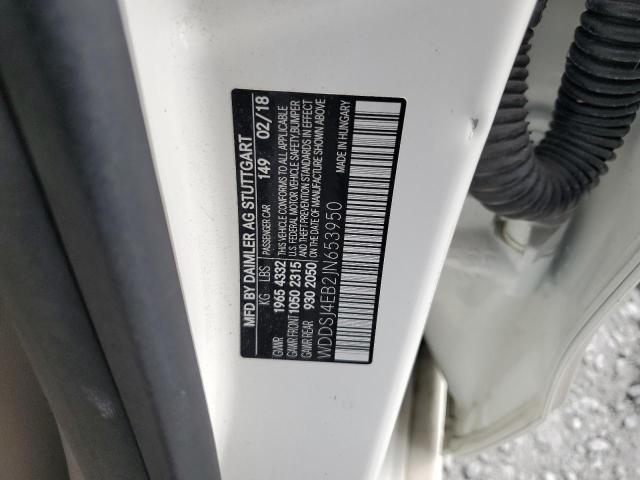 MFD BY DAIMLER AG STUTTGART
PASSENGER CAR 149 02/18
KG LBS
THIS VEHICLE CONFORMS TO ALL APPLICABLE
U.S. FEDERAL MOTOR VEHICLE SAFETY, BUMPER
AND THEFT PREVENTION STANDARDS IN EFFECT
ON THE DATE OF MANUFACTURE SHOWN ABOVE
GVWR 1965 4332
GAWR FRONT 1050 2315
GAWR REAR 930 2050
WDDSJ4EB2JN653950
MADE IN HUNGARY